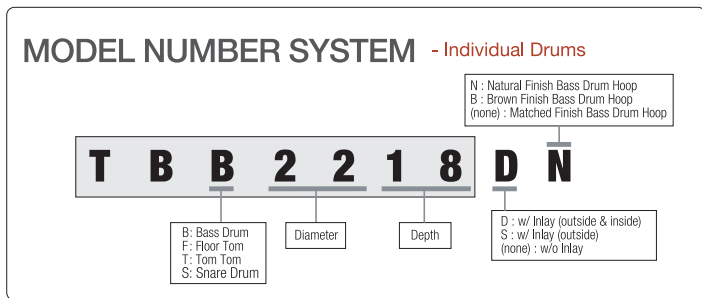 MODEL NUMBER SYSTEM - Individual Drums
N : Natural Finish Bass Drum Hoop
B : Brown Finish Bass Drum Hoop
(none) : Matched Finish Bass Drum Hoop
T B B 2 2 1 8 D N
B: Bass Drum
F: Floor Tom
T: Tom Tom
S: Snare Drum
Diameter
Depth
D : w/ Inlay (outside & inside)
S : w/ Inlay (outside)
(none) : w/o Inlay